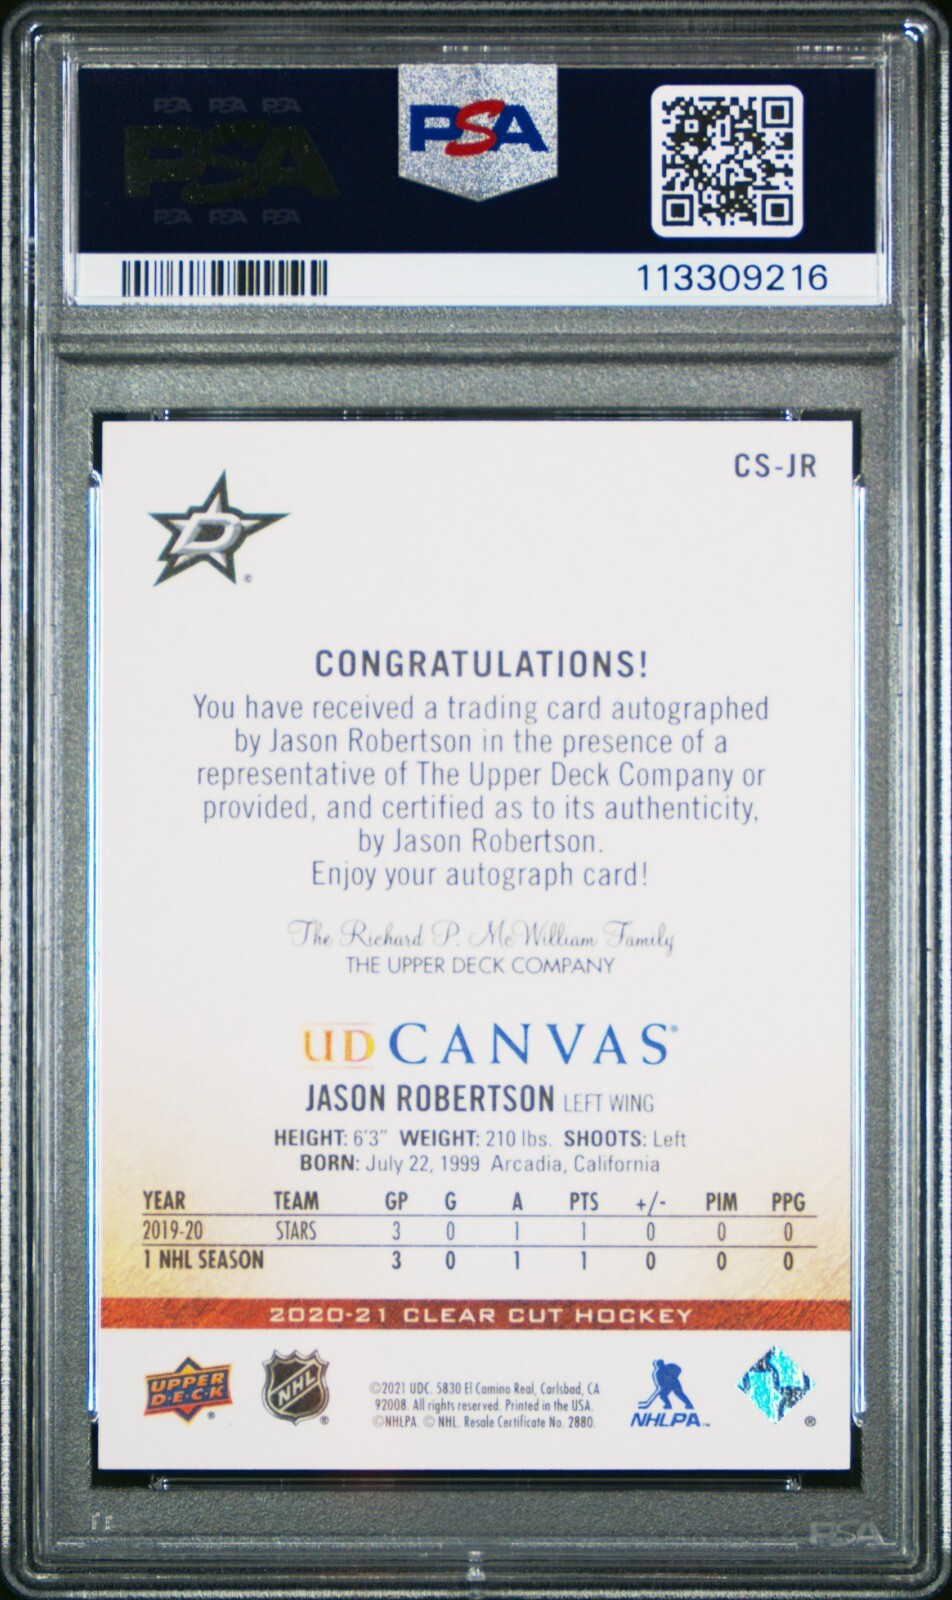 PSA PSA PSA
PSA
PSA PSA PSA
PSA
113309216
CS-JR
D
®
CONGRATULATIONS!
You have received a trading card autographed
by Jason Robertson in the presence of a
representative of The Upper Deck Company or
provided, and certified as to its authenticity,
by Jason Robertson.
Enjoy your autograph card!
The Richard P. McWilliam Family
THE UPPER DECK COMPANY
UD CANVAS®
JASON ROBERTSON LEFT WING
HEIGHT: 6'3" WEIGHT: 210 lbs. SHOOTS: Left
BORN: July 22, 1999 Arcadia, California
YEAR TEAM GP G A PTS +/- PIM PPG
2019-20 STARS 3 0 1 1 0 0 0
1 NHL SEASON 3 0 1 1 0 0 0
2020-21 CLEAR CUT HOCKEY
UPPER DECK ®
NHL ®
©2021 UDC. 5830 El Camino Real, Carlsbad, CA
92008. All rights reserved. Printed in the USA.
©NHLPA. © NHL. Resale Certificate No. 2880.
NHLPA™
®
PSA